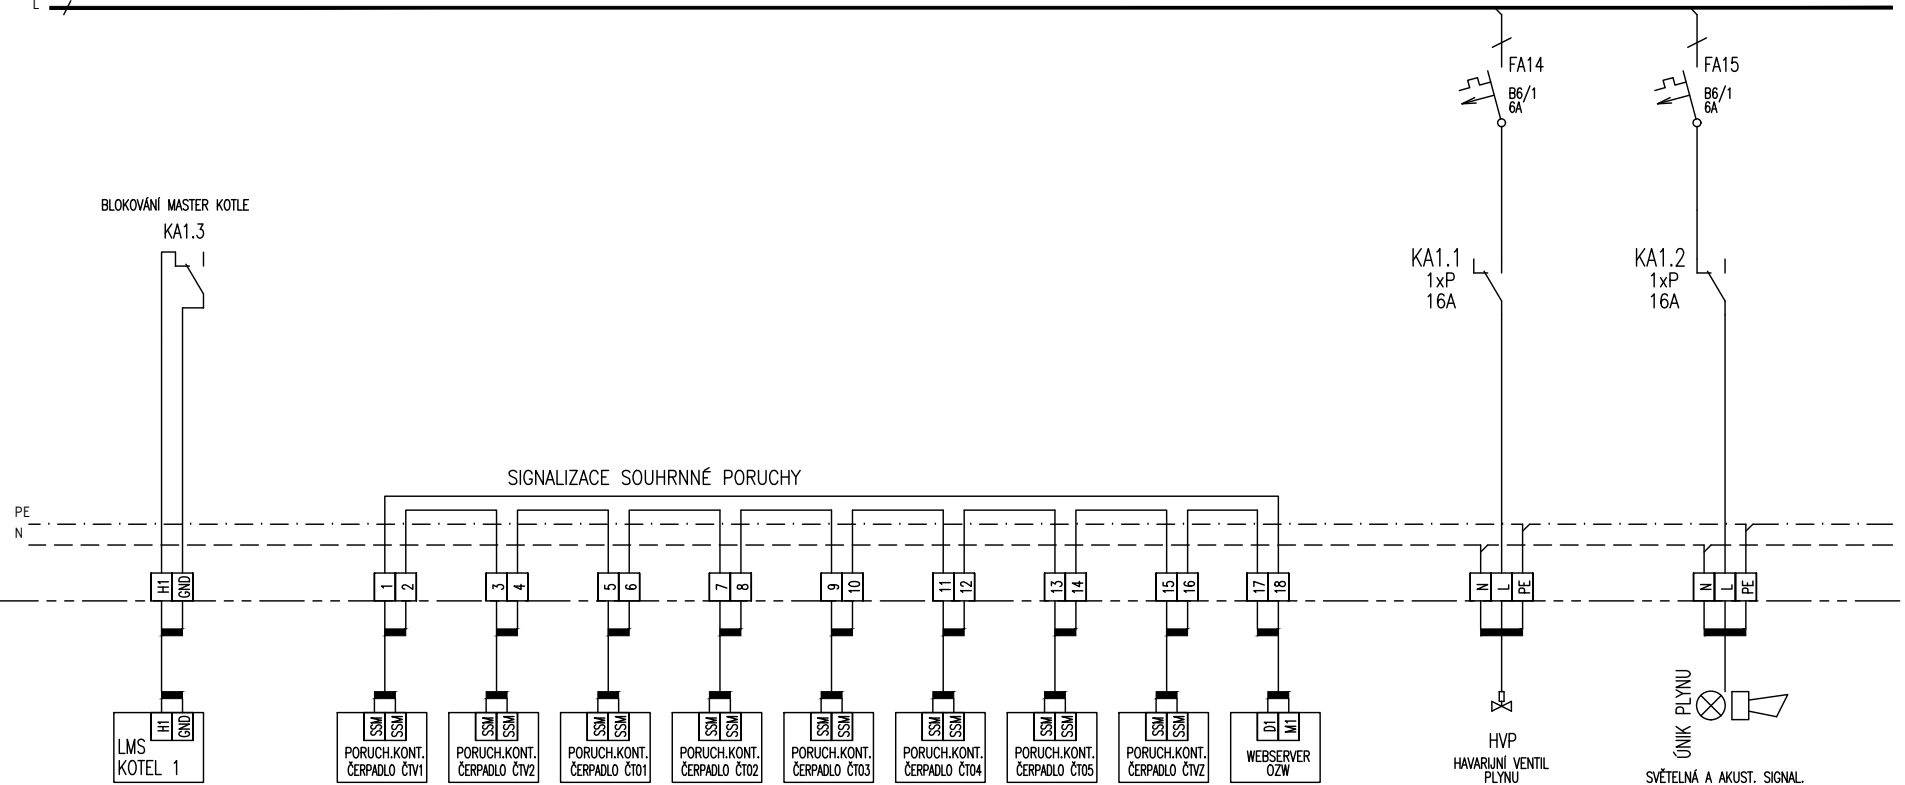 L
FA14
B6/1
6A
FA15
B6/1
6A
BLOKOVÁNÍ MASTER KOTLE
KA1.3
KA1.1
1xP
16A
KA1.2
1xP
16A
SIGNALIZACE SOUHRNNÉ PORUCHY
PE
N
H1 GND 1 2 3 4 5 6 7 8 9 10 11 12 13 14 15 16 17 18 N L PE N L PE
H1 GND
LMS
KOTEL 1
SSM SSM
PORUCH.KONT.
ČERPADLO ČTV1
SSM SSM
PORUCH.KONT.
ČERPADLO ČTV2
SSM SSM
PORUCH.KONT.
ČERPADLO ČTO1
SSM SSM
PORUCH.KONT.
ČERPADLO ČTO2
SSM SSM
PORUCH.KONT.
ČERPADLO ČTO3
SSM SSM
PORUCH.KONT.
ČERPADLO ČTO4
SSM SSM
PORUCH.KONT.
ČERPADLO ČTO5
SSM SSM
PORUCH.KONT.
ČERPADLO ČTVZ
D1 M1
WEBSERVER
OZW
HVP
HAVARIJNÍ VENTIL
PLYNU
ÚNIK PLYNU
SVĚTELNÁ A AKUST. SIGNAL.